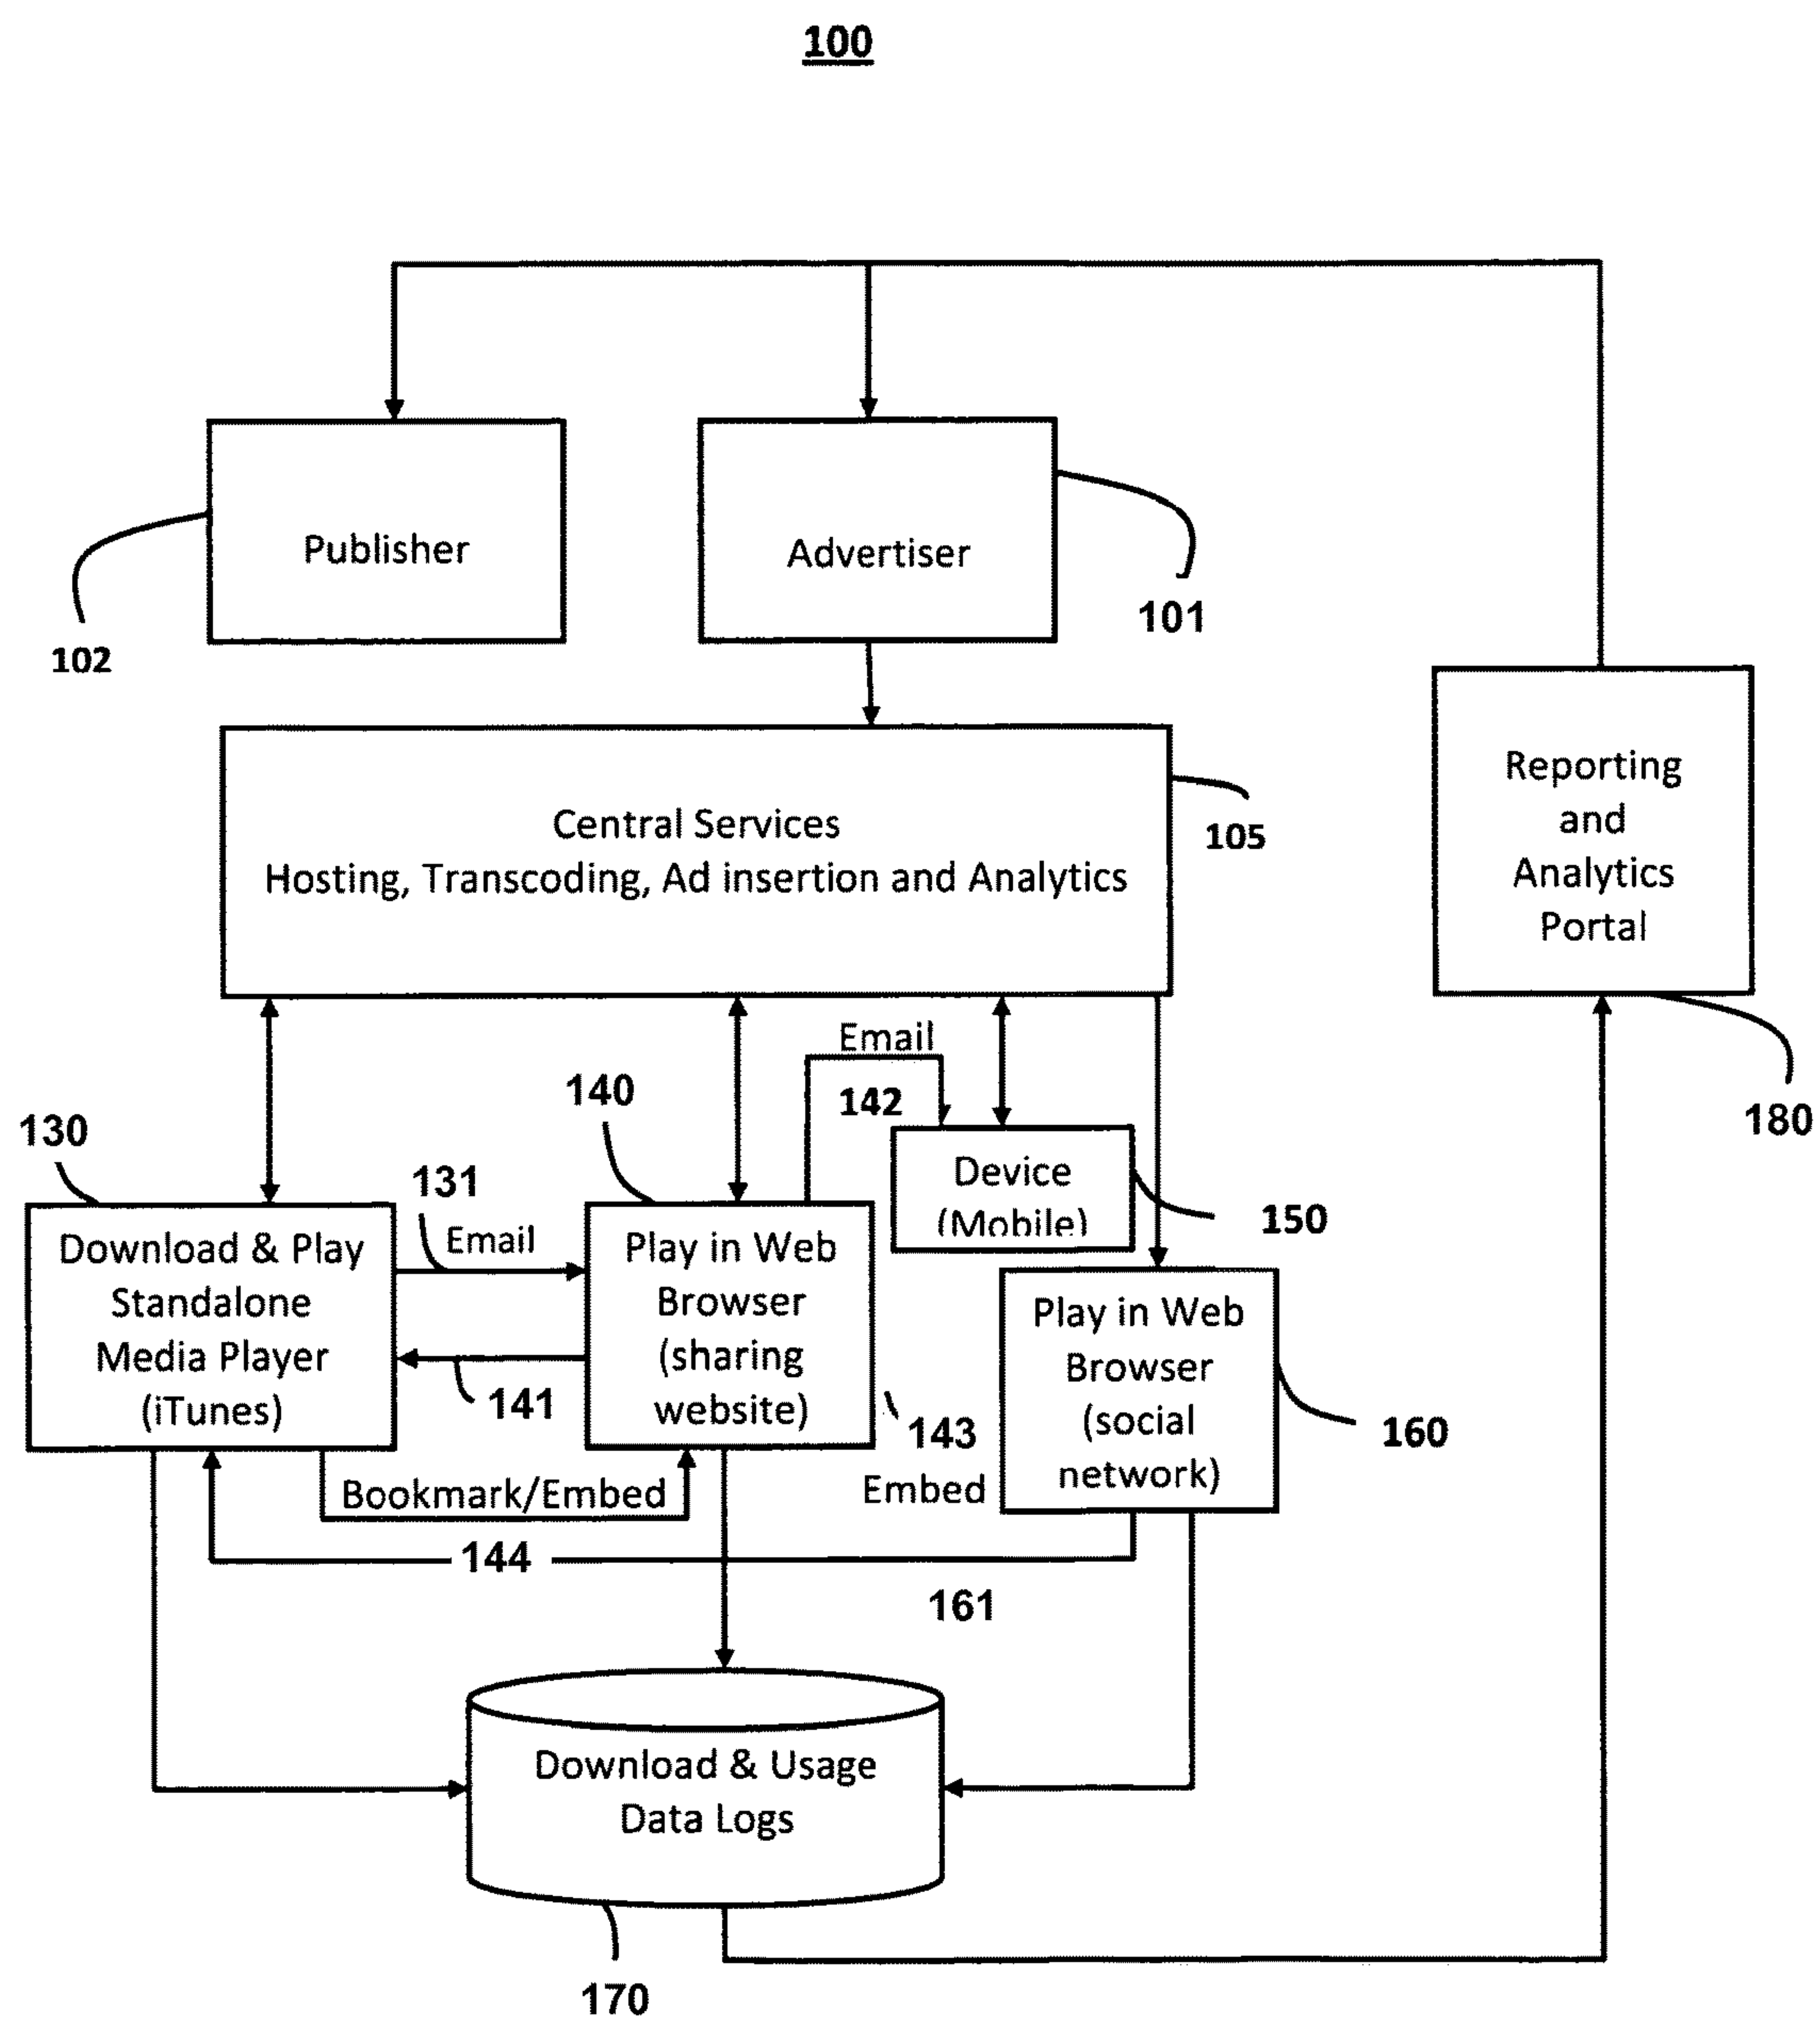 100
Publisher
Advertiser
102
101
Central Services
Hosting, Transcoding, Ad insertion and Analytics
105
Reporting
and
Analytics
Portal
180
Email
142
140
130
131
Email
Device
(Mobile)
150
Download & Play
Standalone
Media Player
(iTunes)
141
Play in Web
Browser
(sharing
website)
143
Embed
Play in Web
Browser
(social
network)
160
Bookmark/Embed
144
161
Download & Usage
Data Logs
170